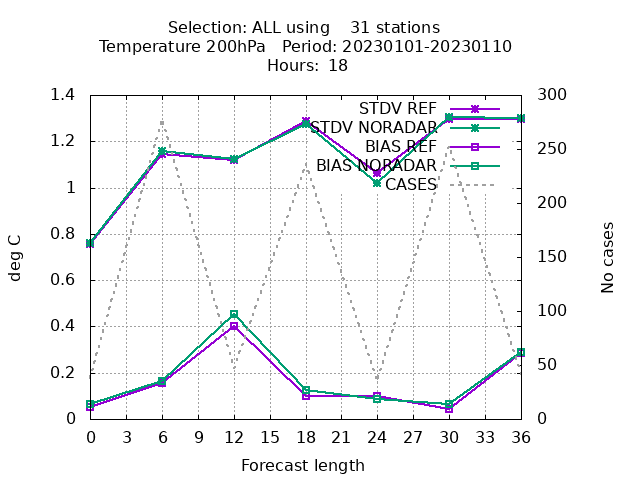 Selection: ALL using    31 stations
Temperature 200hPa   Period: 20230101-20230110
Hours: 18
1.4
1.2
1
0.8
0.6
0.4
0.2
0
deg C
300
250
200
150
100
50
0
No cases
STDV REF
STDV NORADAR
BIAS REF
BIAS NORADAR
CASES
0 3 6 9 12 15 18 21 24 27 30 33 36
Forecast length